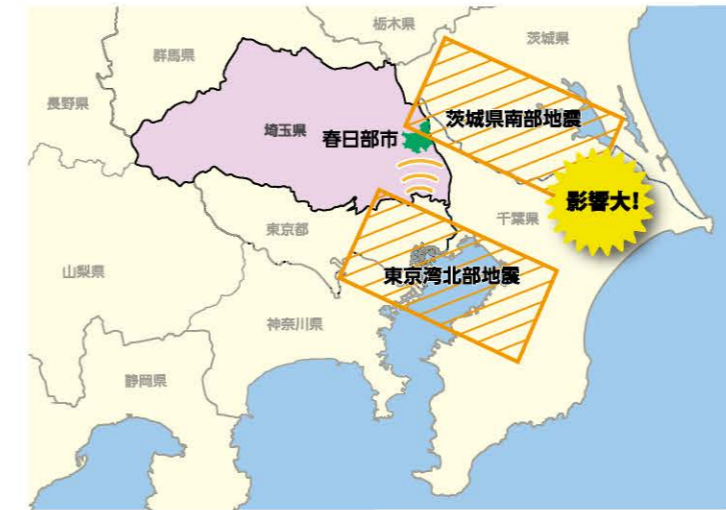 栃木県
茨城県
群馬県
長野県
埼玉県
春日部市
茨城県南部地震
影響大!
千葉県
東京都
東京湾北部地震
山梨県
神奈川県
静岡県